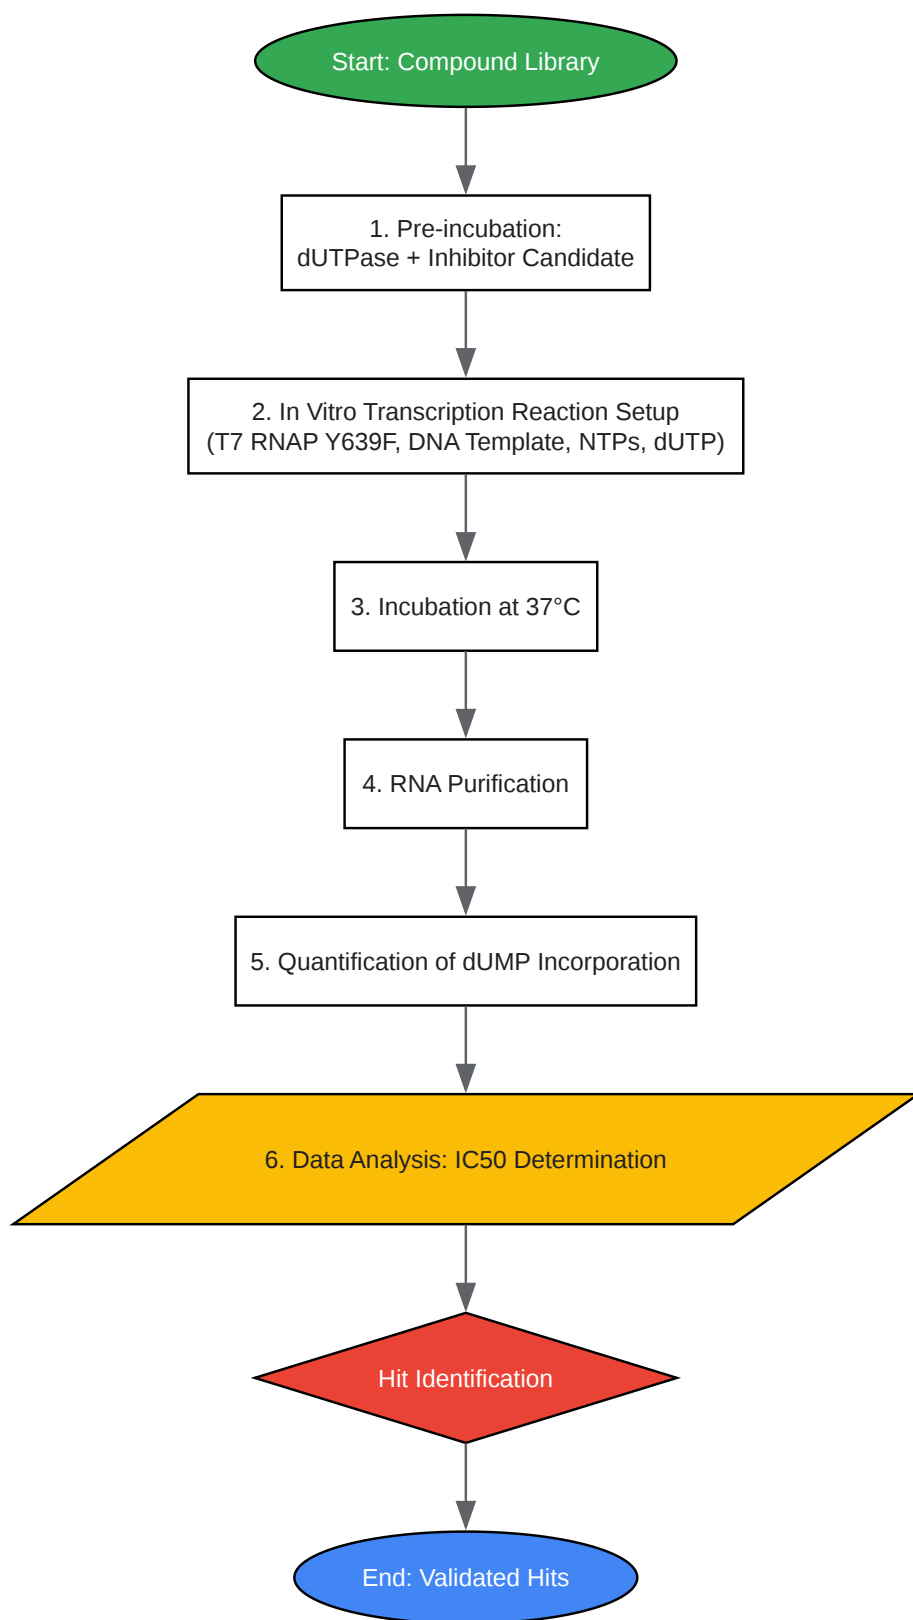 Start: Compound Library
1. Pre-incubation:
dUTPase + Inhibitor Candidate
2. In Vitro Transcription Reaction Setup
(T7 RNAP Y639F, DNA Template, NTPs, dUTP)
3. Incubation at 37°C
4. RNA Purification
5. Quantification of dUMP Incorporation
6. Data Analysis: IC50 Determination
Hit Identification
End: Validated Hits